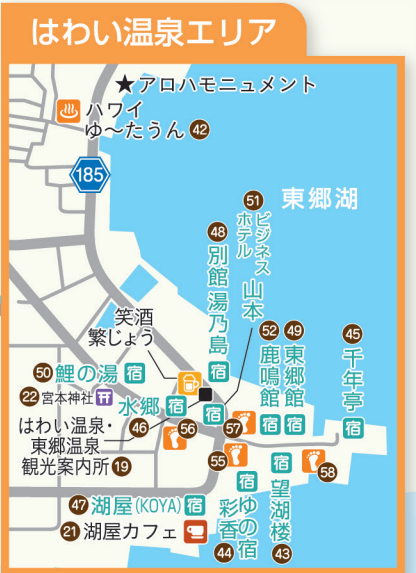 はわい温泉エリア
★アロハモニュメント
ハワイ
ゆ〜たうん 42
185
東郷湖
51
ビジネス
ホテル
山本
48
別館 湯乃島
宿
笑酒
繁じょう
52
鹿鳴館
宿
49
東郷館
宿
45
千年亭
宿
50 鯉の湯 宿
22 宮本神社
水郷 宿
宿
46
56
57
はわい温泉・
東郷温泉
観光案内所 19
55
58
宿
望湖楼
43
47 湖屋(KOYA) 宿
21 湖屋カフェ
宿
ゆの宿
彩香
44